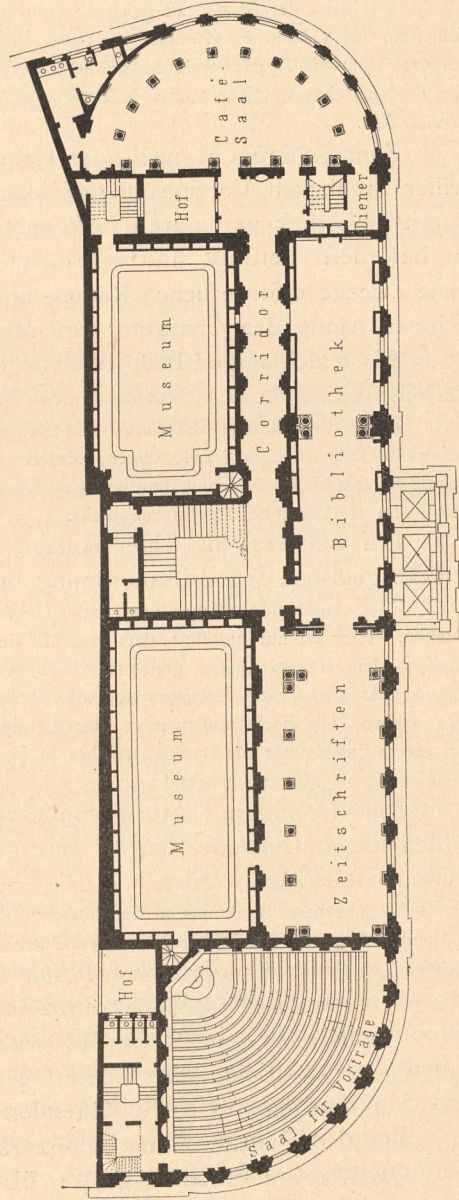 Café
Saal
Hof
Diener
Museum
Corridor
Bibliothek
Museum
Zeitschriften
Hof
Saal für Vorträge